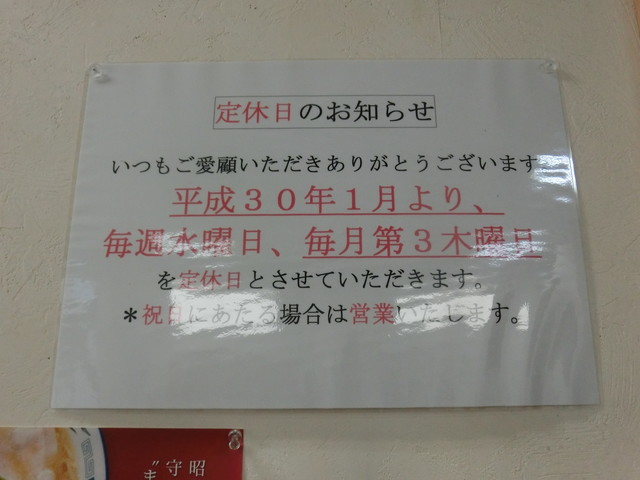 定休日のお知らせ
いつもご愛顧いただきありがとうございます
平成３０年１月より、
毎週水曜日、毎月第３木曜日
を定休日とさせていただきます。
＊祝日にあたる場合は営業いたします。
昭
守
〃ま